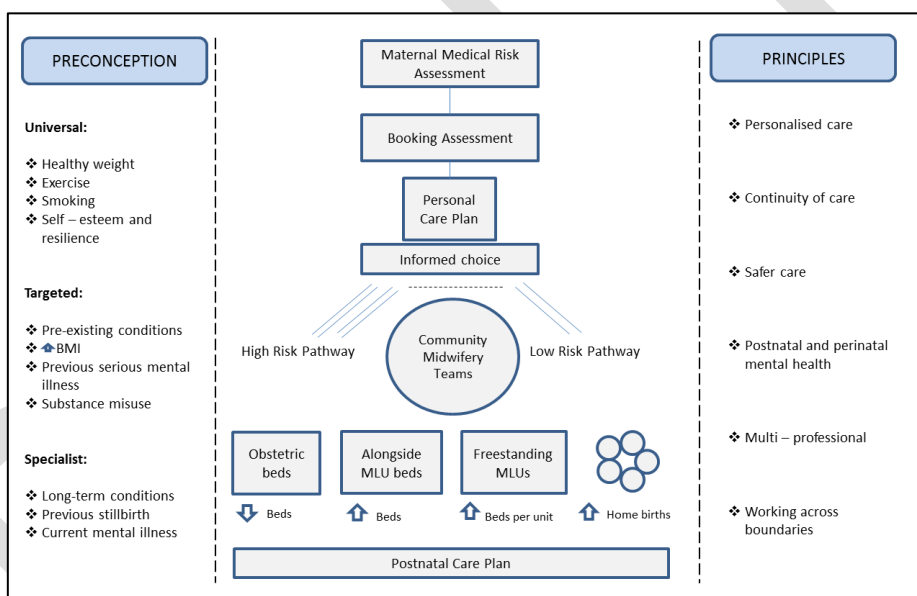 PRECONCEPTION
Universal:
❖ Healthy weight
❖ Exercise
❖ Smoking
❖ Self – esteem and
resilience
Targeted:
❖ Pre-existing conditions
❖ BMI
❖ Previous serious mental
illness
❖ Substance misuse
Specialist:
❖ Long-term conditions
❖ Previous stillbirth
❖ Current mental illness
Maternal Medical Risk
Assessment
Booking Assessment
Personal
Care Plan
Informed choice
High Risk Pathway
Community
Midwifery
Teams
Low Risk Pathway
Obstetric
beds
Alongside
MLU beds
Freestanding
MLUs
Beds
Beds
Beds per unit
Home births
Postnatal Care Plan
PRINCIPLES
❖ Personalised care
❖ Continuity of care
❖ Safer care
❖ Postnatal and perinatal
mental health
❖ Multi – professional
❖ Working across
boundaries